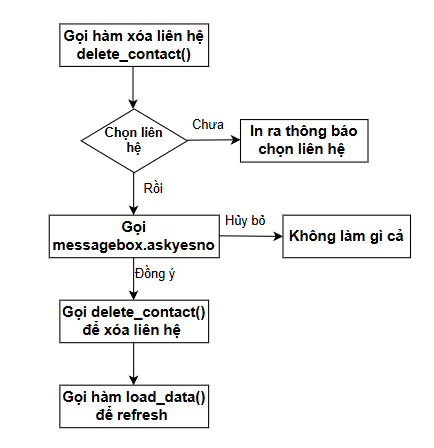 Gọi hàm xóa liên hệ
delete_contact()
Chọn liên
hệ
Chưa
In ra thông báo
chọn liên hệ
Rồi
Gọi
messagebox.askyesno
Hủy bỏ
Không làm gì cả
Đồng ý
Gọi delete_contact()
để xóa liên hệ
Gọi hàm load_data()
để refresh